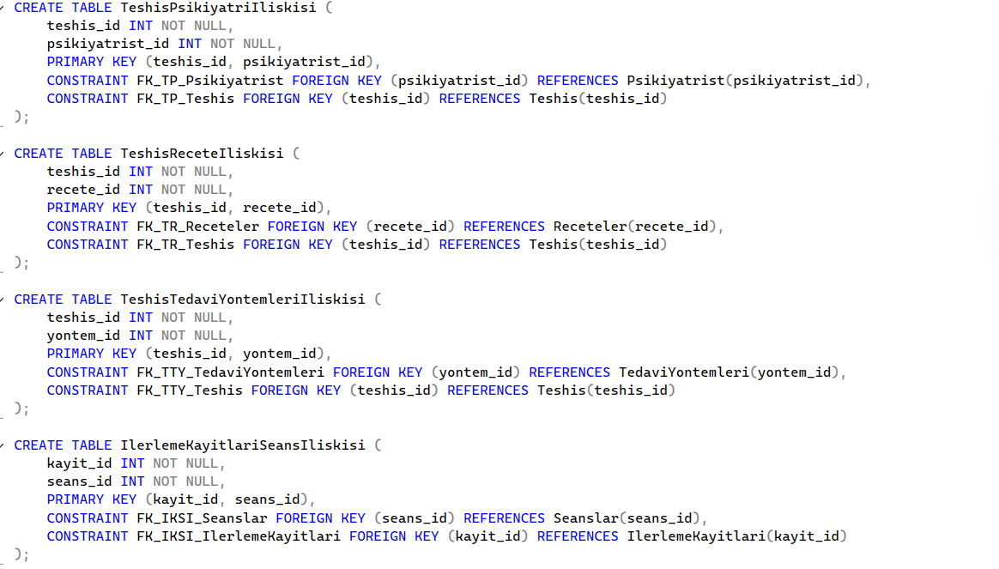 CREATE TABLE TeshisPsikiyatriIliskisi (
    teshis_id INT NOT NULL,
    psikiyatrist_id INT NOT NULL,
    PRIMARY KEY (teshis_id, psikiyatrist_id),
    CONSTRAINT FK_TP_Psikiyatrist FOREIGN KEY (psikiyatrist_id) REFERENCES Psikiyatrist(psikiyatrist_id),
    CONSTRAINT FK_TP_Teshis FOREIGN KEY (teshis_id) REFERENCES Teshis(teshis_id)
);

CREATE TABLE TeshisReceteIliskisi (
    teshis_id INT NOT NULL,
    recete_id INT NOT NULL,
    PRIMARY KEY (teshis_id, recete_id),
    CONSTRAINT FK_TR_Receteler FOREIGN KEY (recete_id) REFERENCES Receteler(recete_id),
    CONSTRAINT FK_TR_Teshis FOREIGN KEY (teshis_id) REFERENCES Teshis(teshis_id)
);

CREATE TABLE TeshisTedaviYontemleriIliskisi (
    teshis_id INT NOT NULL,
    yontem_id INT NOT NULL,
    PRIMARY KEY (teshis_id, yontem_id),
    CONSTRAINT FK_TTY_TedaviYontemleri FOREIGN KEY (yontem_id) REFERENCES TedaviYontemleri(yontem_id),
    CONSTRAINT FK_TTY_Teshis FOREIGN KEY (teshis_id) REFERENCES Teshis(teshis_id)
);

CREATE TABLE IlerlemeKayitlariSeansIliskisi (
    kayit_id INT NOT NULL,
    seans_id INT NOT NULL,
    PRIMARY KEY (kayit_id, seans_id),
    CONSTRAINT FK_IKSI_Seanslar FOREIGN KEY (seans_id) REFERENCES Seanslar(seans_id),
    CONSTRAINT FK_IKSI_IlerlemeKayitlari FOREIGN KEY (kayit_id) REFERENCES IlerlemeKayitlari(kayit_id)
);